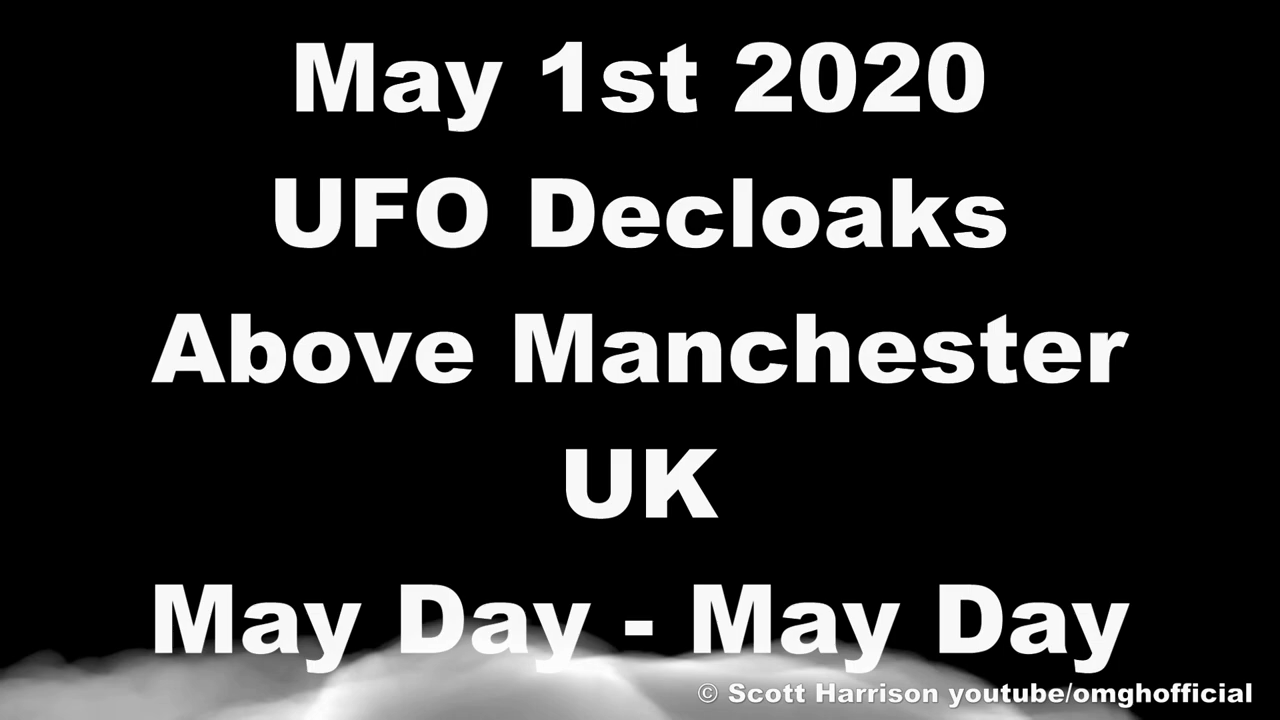 May 1st 2020
UFO Decloaks
Above Manchester
UK
May Day - May Day
© Scott Harrison youtube/omghofficial